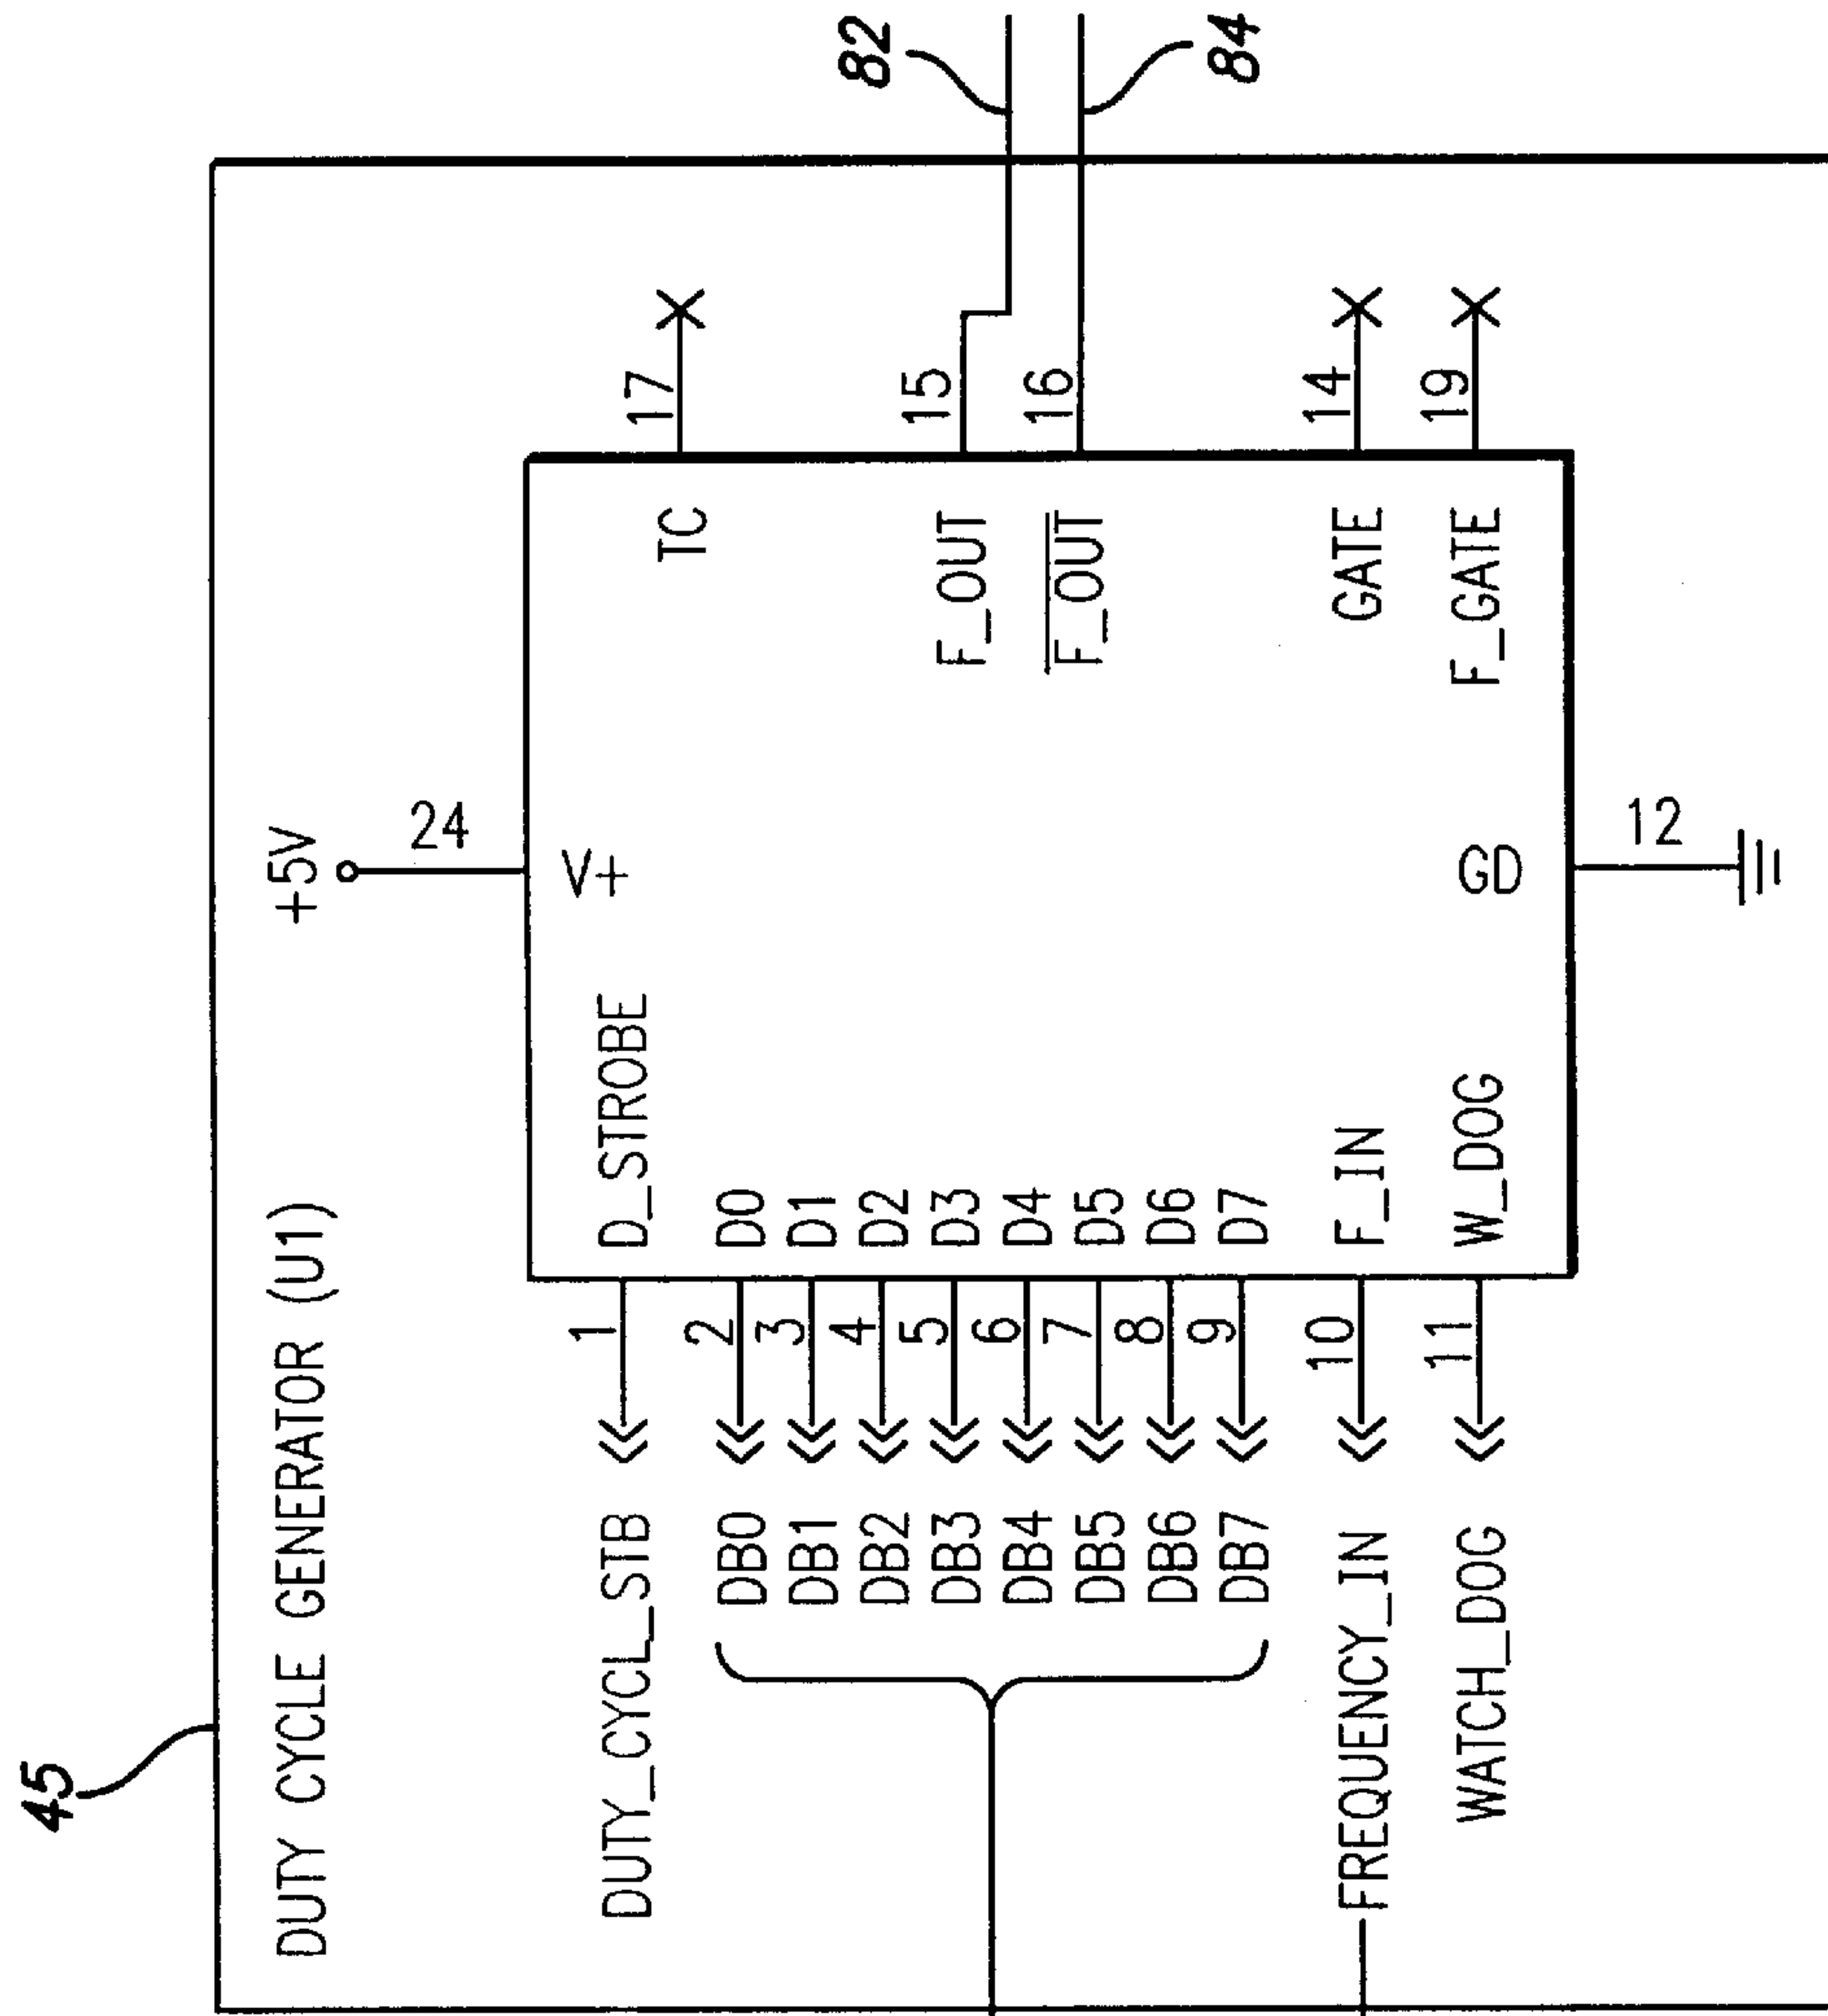 45
DUTY CYCLE GENERATOR (U1)
+5V
24
V+
DUTY_CYCL_STB
1
D_STROBE
DB0 2 D0
DB1 3 D1
DB2 4 D2
DB3 5 D3
DB4 6 D4
DB5 7 D5
DB6 8 D6
DB7 9 D7
FREQUENCY_IN 10 F_IN
WATCH_DOG 11 W_DOG
TC 17
F_OUT 15
82
F_OUT 16
84
GATE 14
F_GATE 19
GD
12